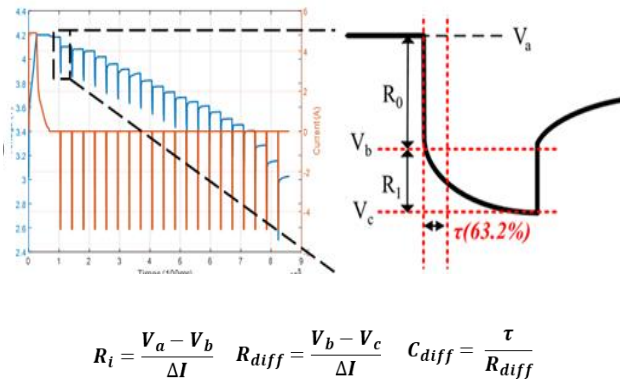 4.2
4
3.8
3.6
3.4
3.2
3
2.8
2.6
2.4
6
4
2
0
-2
-4
Current(A)
0 1 2 3 4 5 6 7 8 9
V_a
R_0
V_b
R_1
V_c
τ(63.2%)
R_i = (V_a − V_b) / ΔI R_diff = (V_b − V_c) / ΔI C_diff = τ / R_diff